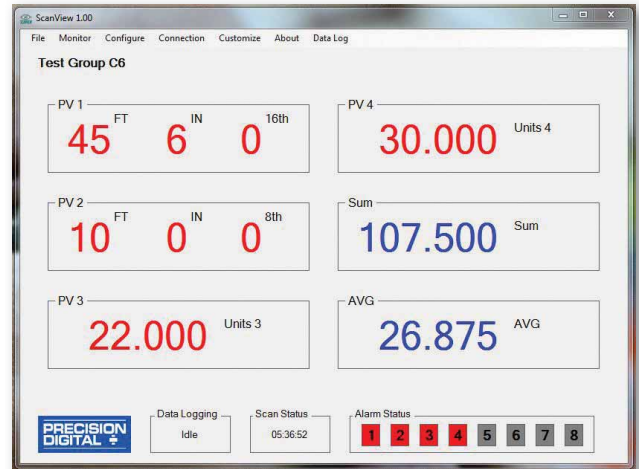 ScanView 1.00
File Monitor Configure Connection Customize About Data Log
Test Group C6
PV 1
45 FT 6 IN 0 16th
PV 2
10 FT 0 IN 0 8th
PV 3
22.000 Units 3
PV 4
30.000 Units 4
Sum
107.500 Sum
AVG
26.875 AVG
PRECISION
DIGITAL
Data Logging
Idle
Scan Status
05:36:52
Alarm Status
1 2 3 4 5 6 7 8